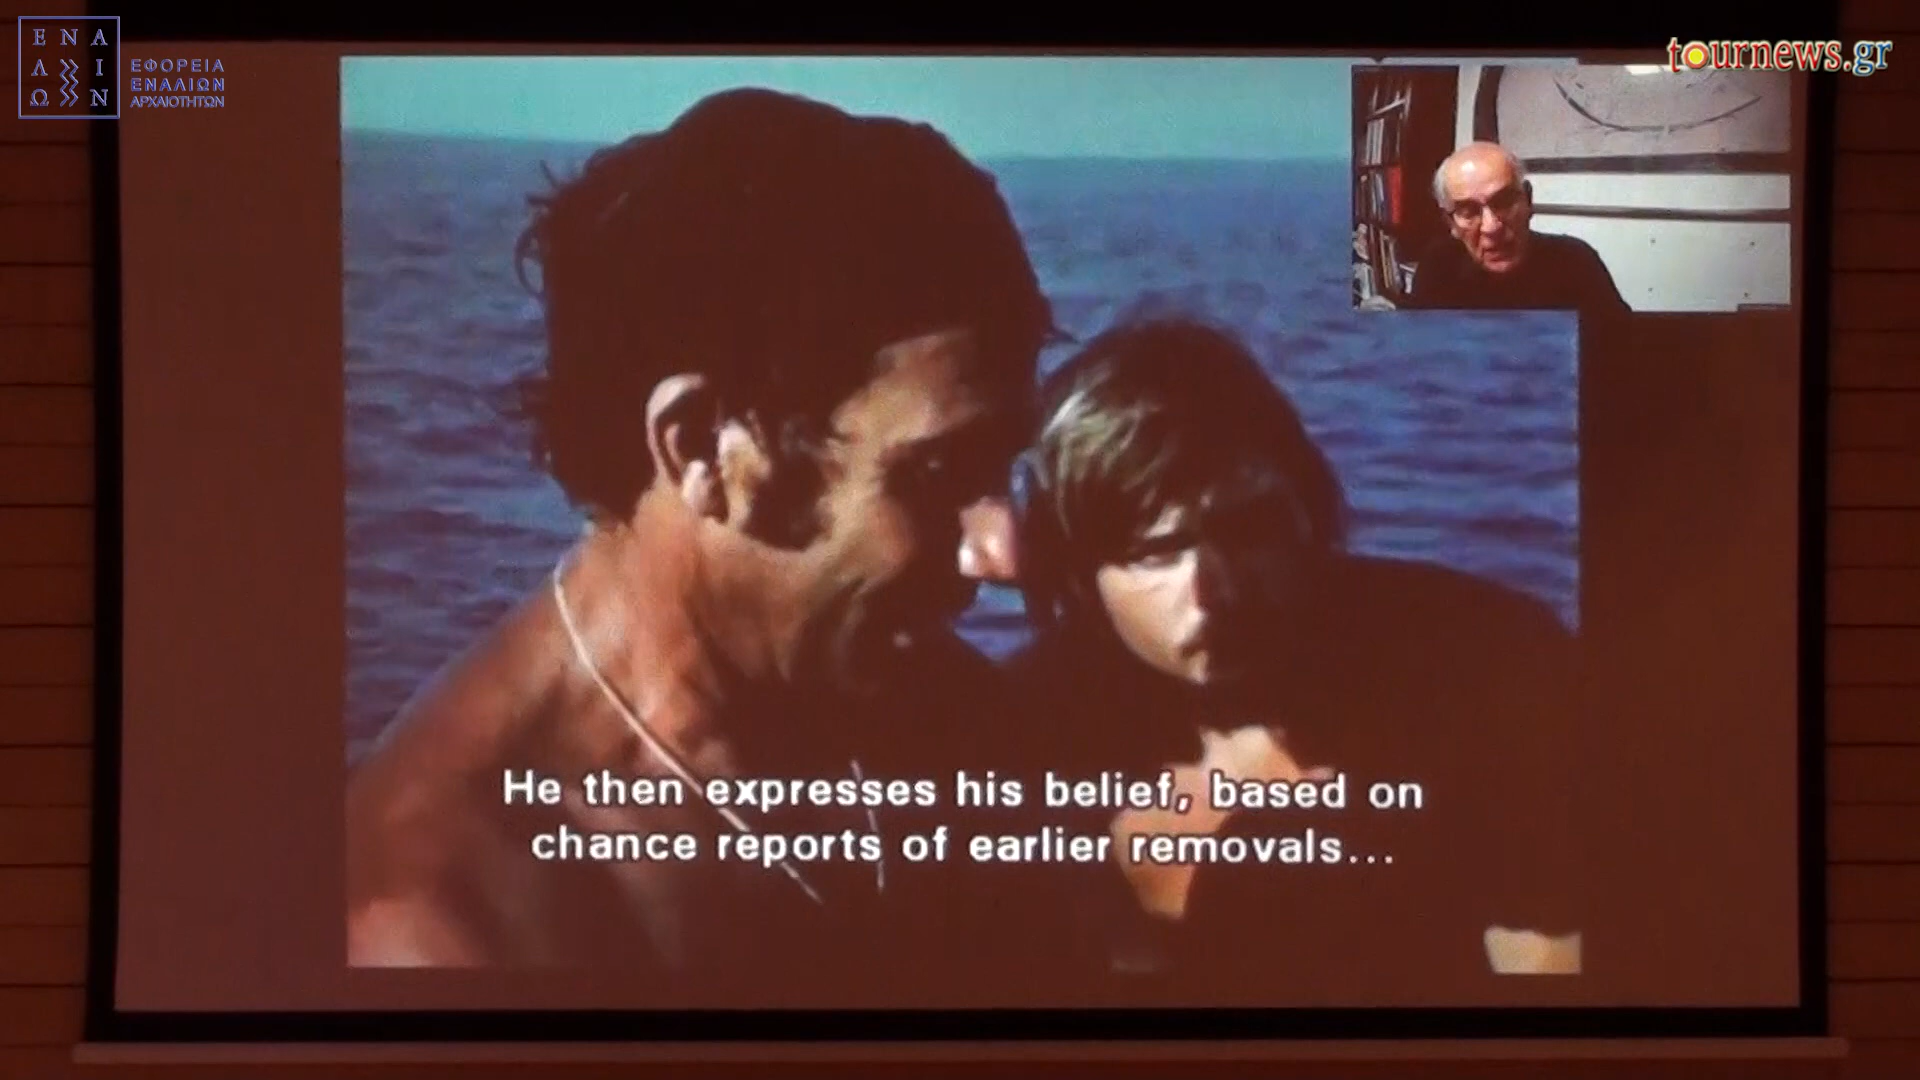 ΕΝΑ
ΛΙ
ΩΝ
ΕΦΟΡΕΙΑ
ΕΝΑΛΙΩΝ
ΑΡΧΑΙΟΤΗΤΩΝ
tournews.gr
He then expresses his belief, based on
chance reports of earlier removals...